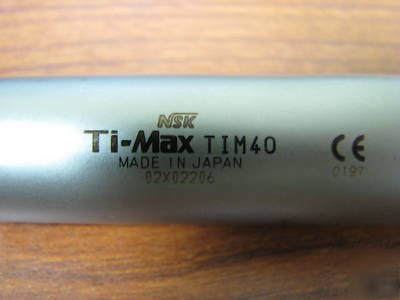 NSK
Ti-Max TIM40
MADE IN JAPAN
02X02206
CE
0197